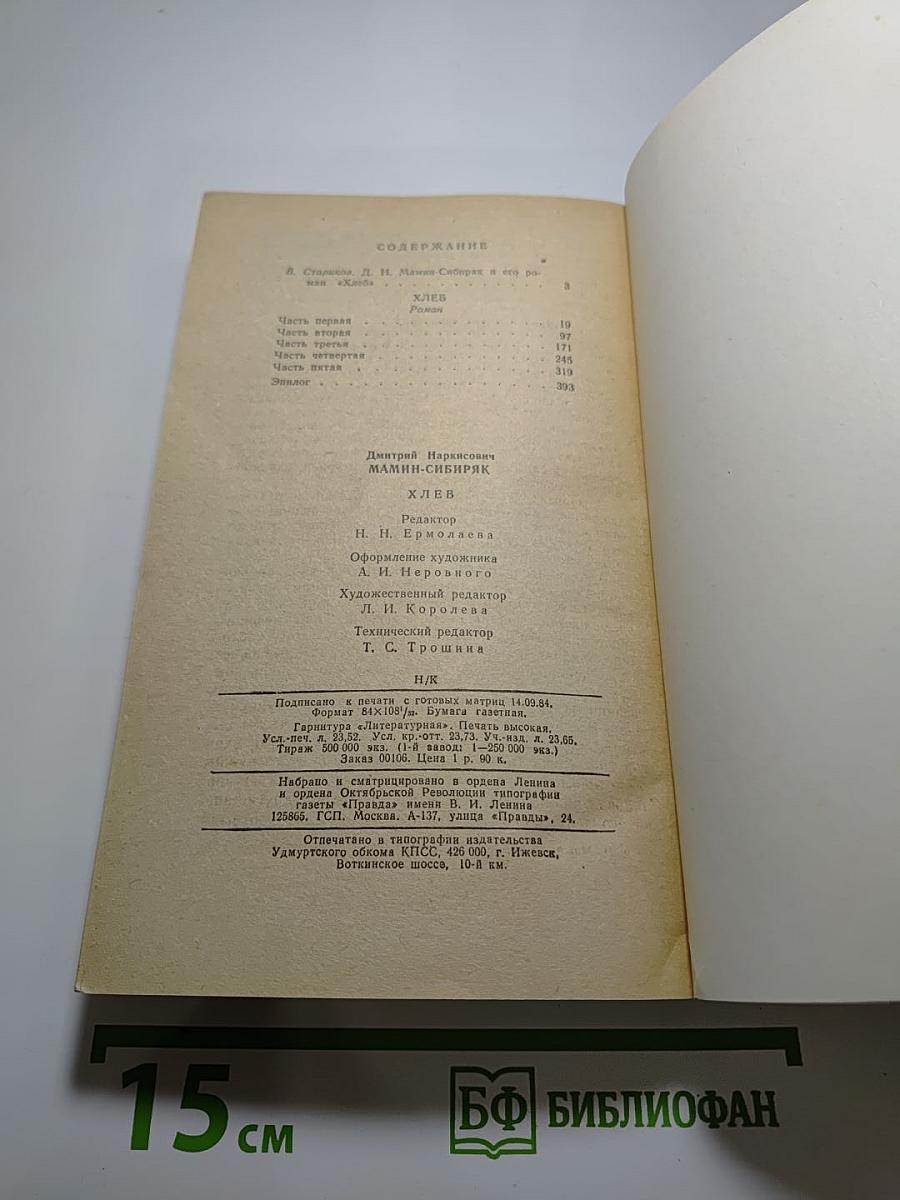 СОДЕРЖАНИЕ
В. Стариков. Д. Н. Мамин-Сибиряк и его ро-
ман «Хлеб» . . . . . . . . . . . . 3
ХЛЕБ
Роман
Часть первая . . . . . . . . . . . . 19
Часть вторая . . . . . . . . . . . . 97
Часть третья . . . . . . . . . . . . 171
Часть четвертая . . . . . . . . . . . 245
Часть пятая . . . . . . . . . . . . 319
Эпилог . . . . . . . . . . . . . . 393
Дмитрий Наркисович
МАМИН-СИБИРЯК
ХЛЕБ
Редактор
Н. Н. Ермолаева
Оформление художника
А. И. Неровного
Художественный редактор
Л. И. Королева
Технический редактор
Т. С. Трошина
Н/К
Подписано к печати с готовых матриц 14.09.84.
Формат 84×108¹/₃₂. Бумага газетная.
Гарнитура «Литературная». Печать высокая.
Усл.-печ. л. 23,52. Усл. кр.-отт. 23,73. Уч.-изд. л. 23,65.
Тираж 500 000 экз. (1-й завод: 1—250 000 экз.)
Заказ 00106. Цена 1 р. 90 к.
Набрано и сматрицировано в ордена Ленина
и ордена Октябрьской Революции типографии
газеты «Правда» имени В. И. Ленина
125865. ГСП. Москва. А-137, улица «Правды», 24.
Отпечатано в типографии издательства
Удмуртского обкома КПСС, 426 000, г. Ижевск,
Воткинское шоссе, 10-й км.
15 см
БФ БИБЛИОФАН